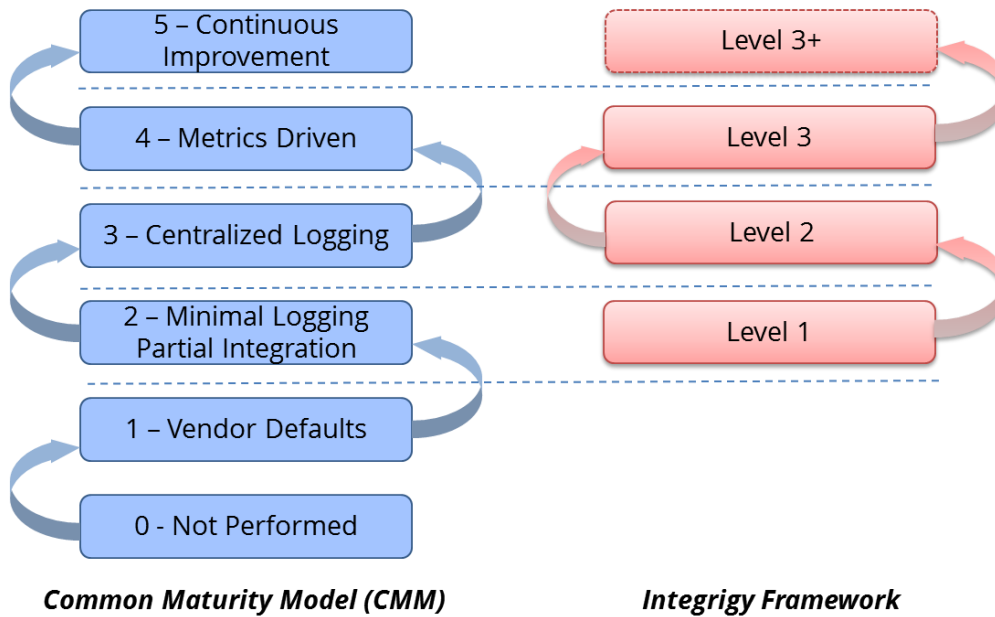 5 – Continuous
Improvement
Level 3+
4 – Metrics Driven
Level 3
3 – Centralized Logging
Level 2
2 – Minimal Logging
Partial Integration
Level 1
1 – Vendor Defaults
0 - Not Performed
Common Maturity Model (CMM)
Integrigy Framework